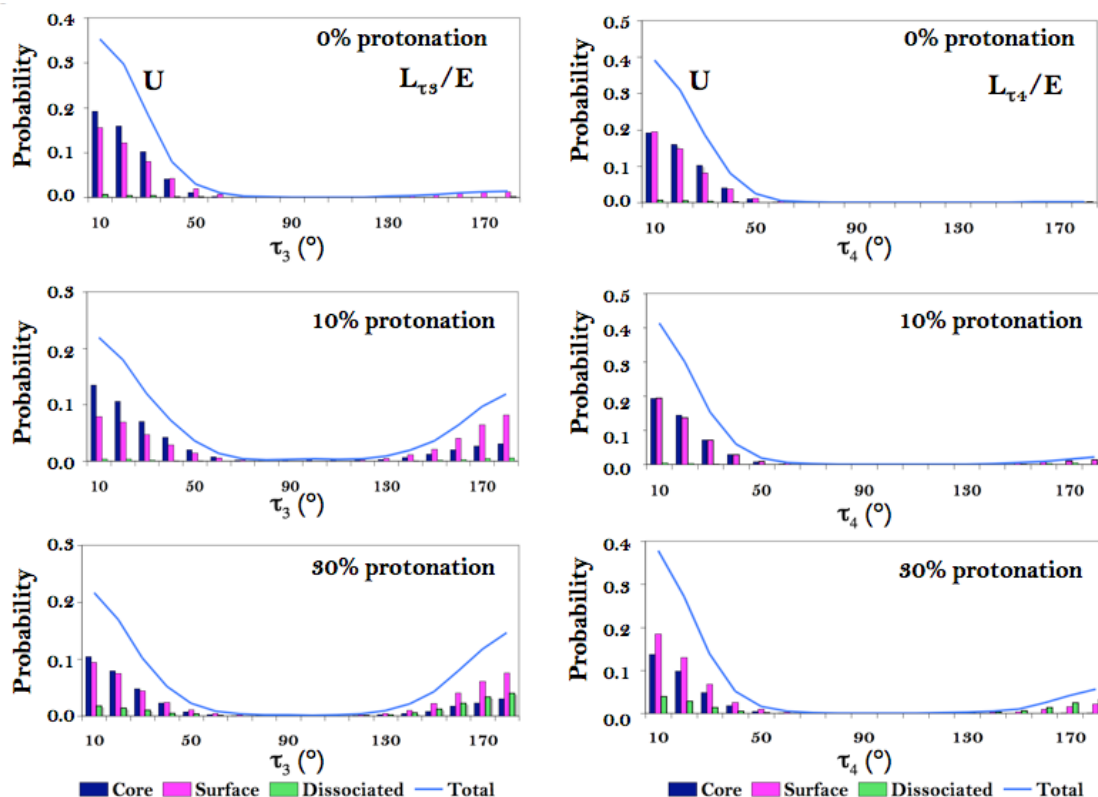 Probability
0.4
0.3
0.2
0.1
0.0
0% protonation
U
L_τ3/E
10 50 90 130 170
τ₃ (°)
Probability
0.5
0.4
0.3
0.2
0.1
0.0
0% protonation
U
L_τ4/E
10 50 90 130 170
τ₄ (°)
Probability
0.3
0.2
0.1
0.0
10% protonation
10 50 90 130 170
τ₃ (°)
Probability
0.5
0.4
0.3
0.2
0.1
0.0
10% protonation
10 50 90 130 170
τ₄ (°)
Probability
0.3
0.2
0.1
0.0
30% protonation
10 50 90 130 170
τ₃ (°)
Probability
0.4
0.3
0.2
0.1
0.0
30% protonation
10 50 90 130 170
τ₄ (°)
Core Surface Dissociated Total
Core Surface Dissociated Total